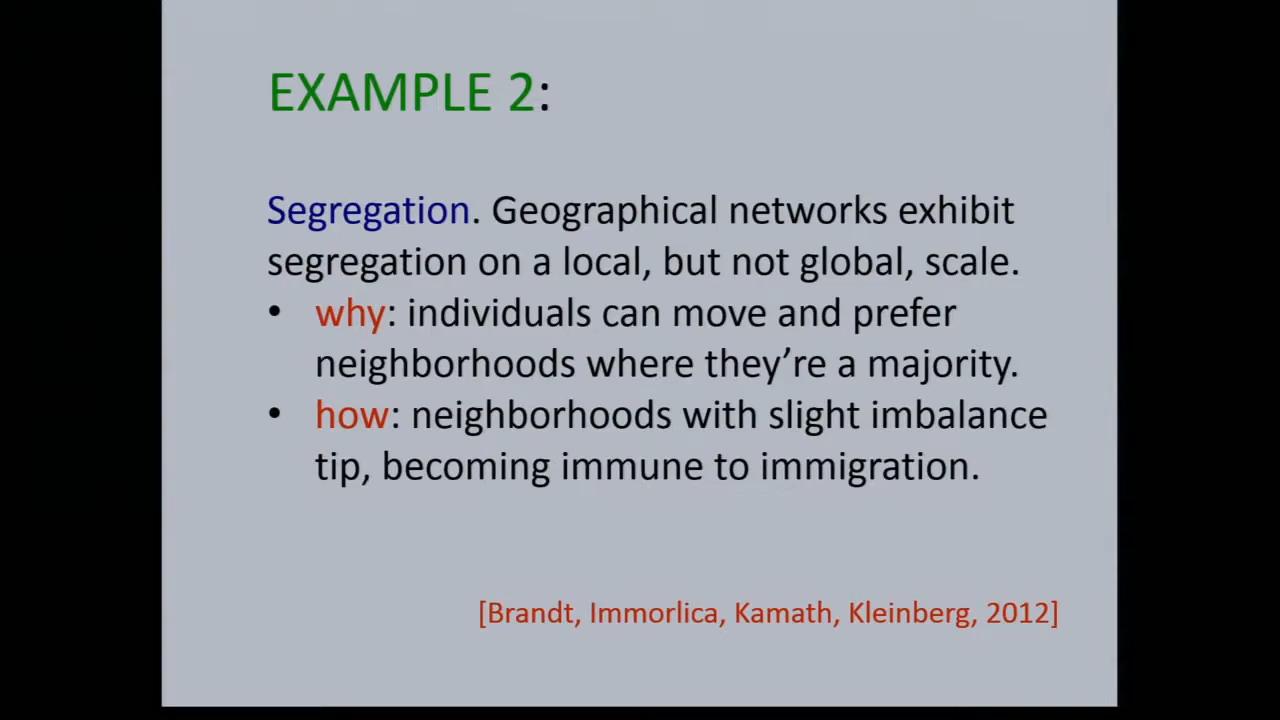 EXAMPLE 2:
Segregation. Geographical networks exhibit
segregation on a local, but not global, scale.
• why: individuals can move and prefer
neighborhoods where they’re a majority.
• how: neighborhoods with slight imbalance
tip, becoming immune to immigration.
[Brandt, Immorlica, Kamath, Kleinberg, 2012]